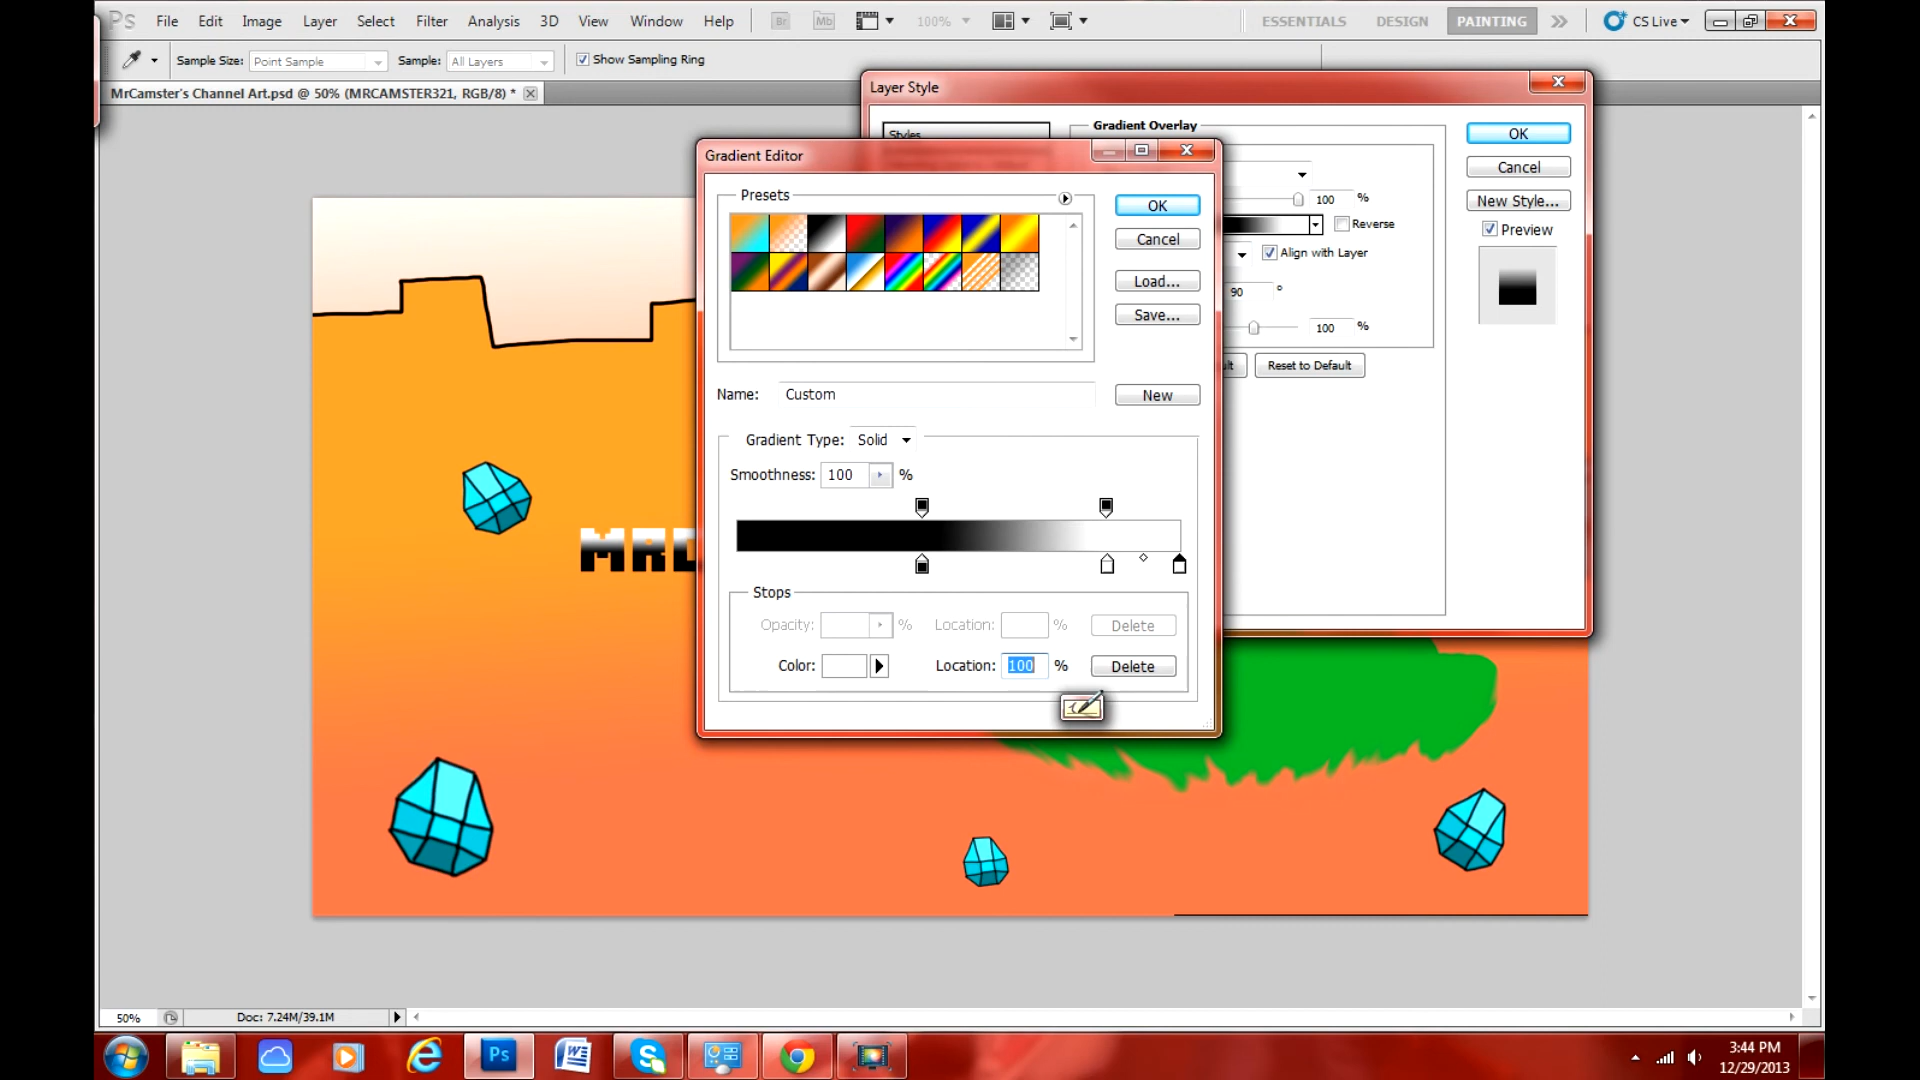 Ps File Edit Image Layer Select Filter Analysis 3D View Window Help Br Mb 100% ESSENTIALS DESIGN PAINTING CS Live
Sample Size: Point Sample Sample: All Layers Show Sampling Ring
MrCamster's Channel Art.psd @ 50% (MRCAMSTER321, RGB/8) *
Layer Style
Styles
Gradient Overlay
OK
Cancel
New Style...
Preview
100 %
Reverse
Align with Layer
90 °
100 %
Reset to Default
Gradient Editor
Presets
OK
Cancel
Load...
Save...
Name: Custom
New
Gradient Type: Solid
Smoothness: 100 %
Stops
Opacity: % Location: % Delete
Color: Location: 100 % Delete
50% Doc: 7.24M/39.1M
Ps
3:44 PM
12/29/2013